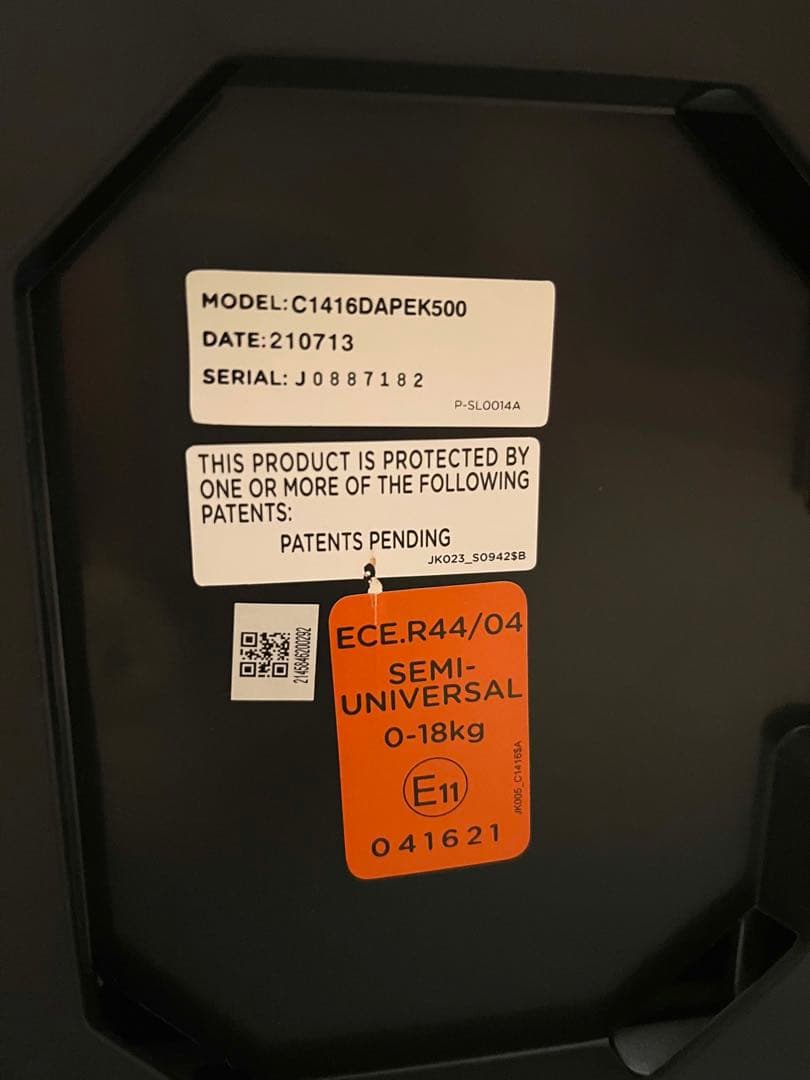 MODEL:C1416DAPEK500
DATE:210713
SERIAL: J0887182
P-SL0014A
THIS PRODUCT IS PROTECTED BY
ONE OR MORE OF THE FOLLOWING
PATENTS:
PATENTS PENDING
JK023_S0942$B
2145846200292
ECE.R44/04
SEMI-
UNIVERSAL
0-18kg
E11
JK005_C1416$A
041621